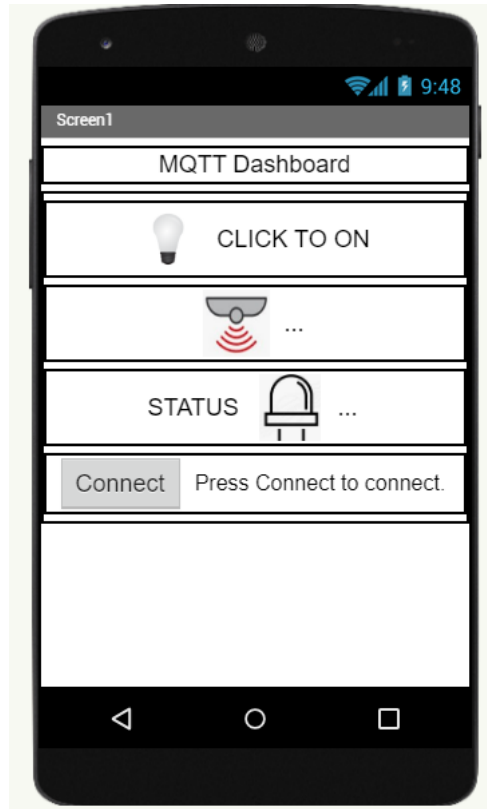 9:48
Screen1
MQTT Dashboard
CLICK TO ON
...
STATUS ...
Connect Press Connect to connect.